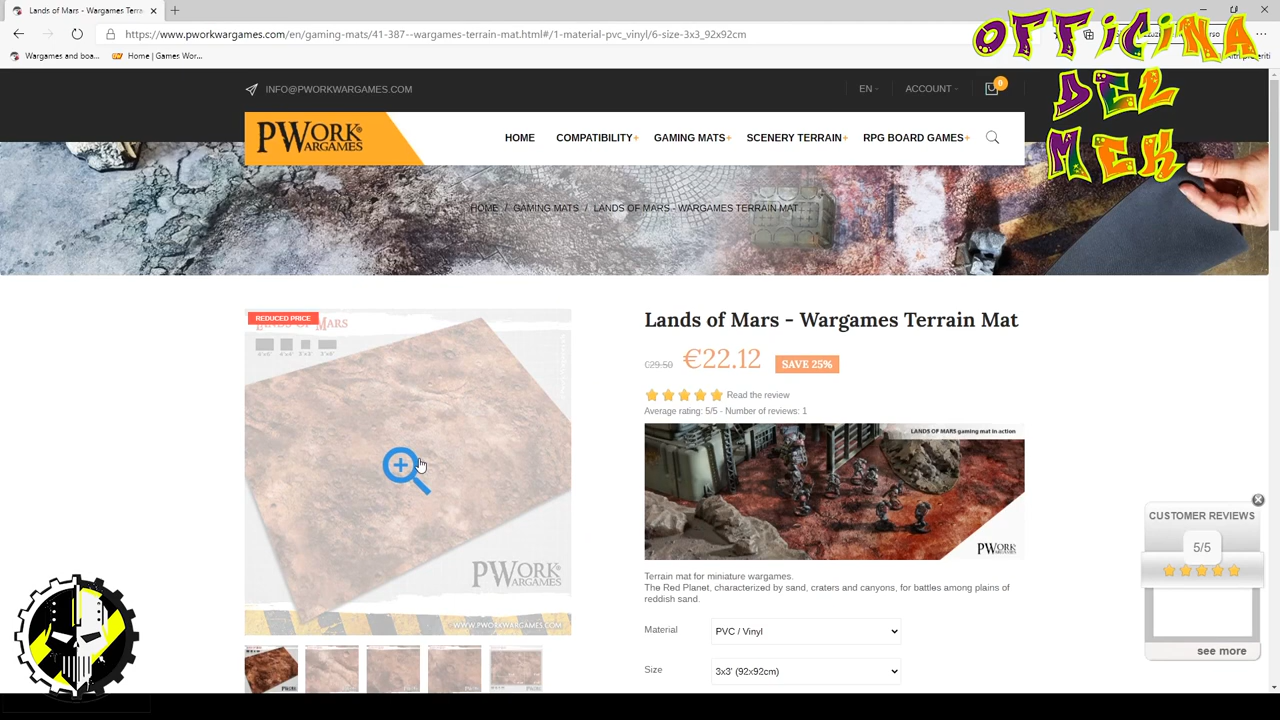 Lands of Mars - Wargames Terra
https://www.pworkwargames.com/en/gaming-mats/41-387--wargames-terrain-mat.html#/1-material-pvc_vinyl/6-size-3x3_92x92cm
Wargames and boa...
Home | Games Wor...
OFFICINA
DEL
MEK
INFO@PWORKWARGAMES.COM
EN
ACCOUNT
0
PWORK®
WARGAMES
HOME
COMPATIBILITY+
GAMING MATS+
SCENERY TERRAIN+
RPG BOARD GAMES+
HOME / GAMING MATS / LANDS OF MARS - WARGAMES TERRAIN MAT
REDUCED PRICE
LANDS OF MARS
PWORK
WARGAMES
©WWW.PWORKWARGAMES.COM
Lands of Mars - Wargames Terrain Mat
€29.50 €22.12 SAVE 25%
Read the review
Average rating: 5/5 - Number of reviews: 1
... LANDS OF MARS gaming mat in action
PWORK
WARGAMES
Terrain mat for miniature wargames.
The Red Planet, characterized by sand, craters and canyons, for battles among plains of
reddish sand.
Material
PVC / Vinyl
Size
3x3' (92x92cm)
CUSTOMER REVIEWS
5/5
see more